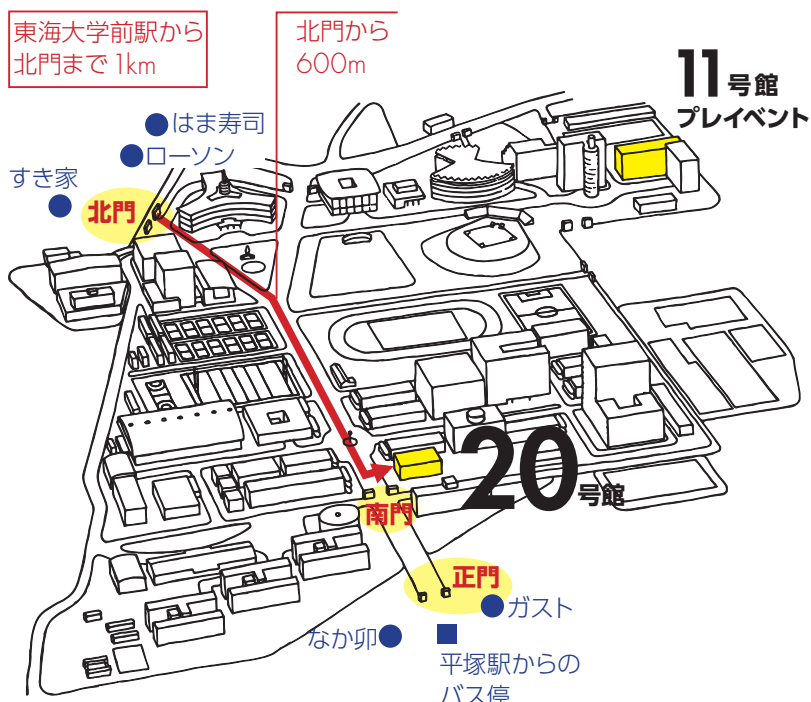 東海大学前駅から
北門まで1km
北門から
600m
11号館
プレイベント
はま寿司
ローソン
すき家
北門
20号館
南門
正門
ガスト
なか卯
平塚駅からの
バス停